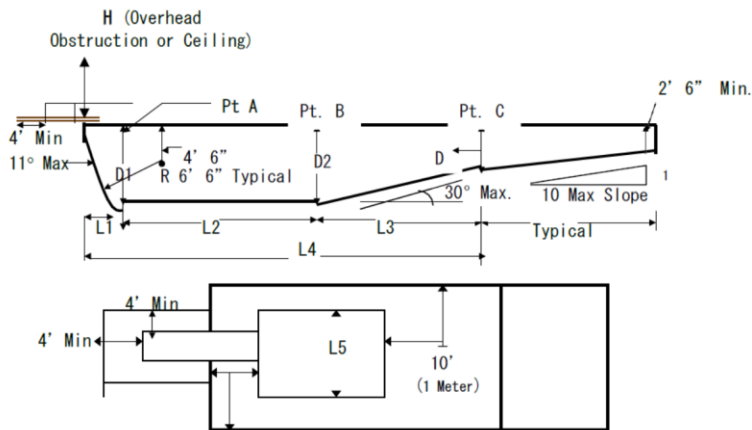 H (Overhead
Obstruction or Ceiling)
Pt A
Pt. B
Pt. C
2' 6” Min.
4' Min
11° Max
D1
4' 6”
R 6' 6” Typical
D2
D
30° Max.
1
10 Max Slope
L1
L2
L3
Typical
L4
4' Min
4' Min
L5
10'
(1 Meter)